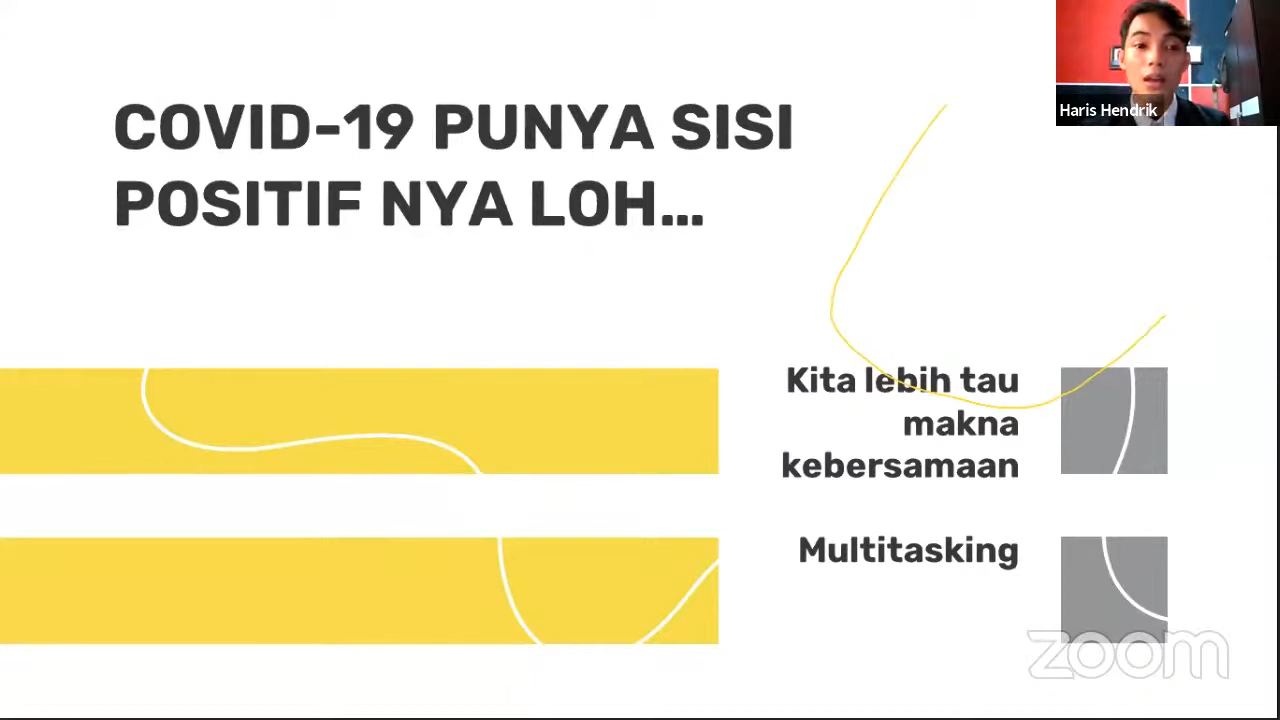 Haris Hendrik
COVID-19 PUNYA SISI
POSITIF NYA LOH...
Kita lebih tau
makna
kebersamaan
Multitasking
zoom